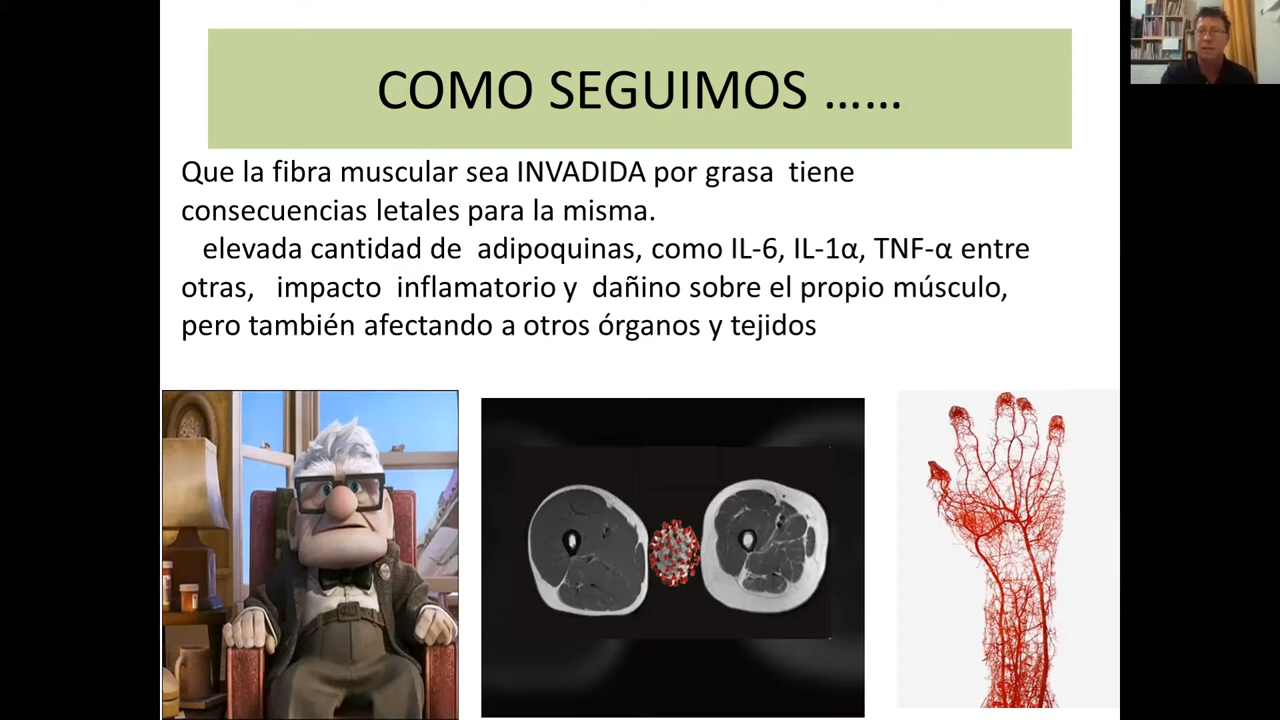 COMO SEGUIMOS ……
Que la fibra muscular sea INVADIDA por grasa  tiene
consecuencias letales para la misma.
elevada cantidad de  adipoquinas, como IL-6, IL-1α, TNF-α entre
otras,   impacto  inflamatorio y  dañino sobre el propio músculo,
pero también afectando a otros órganos y tejidos